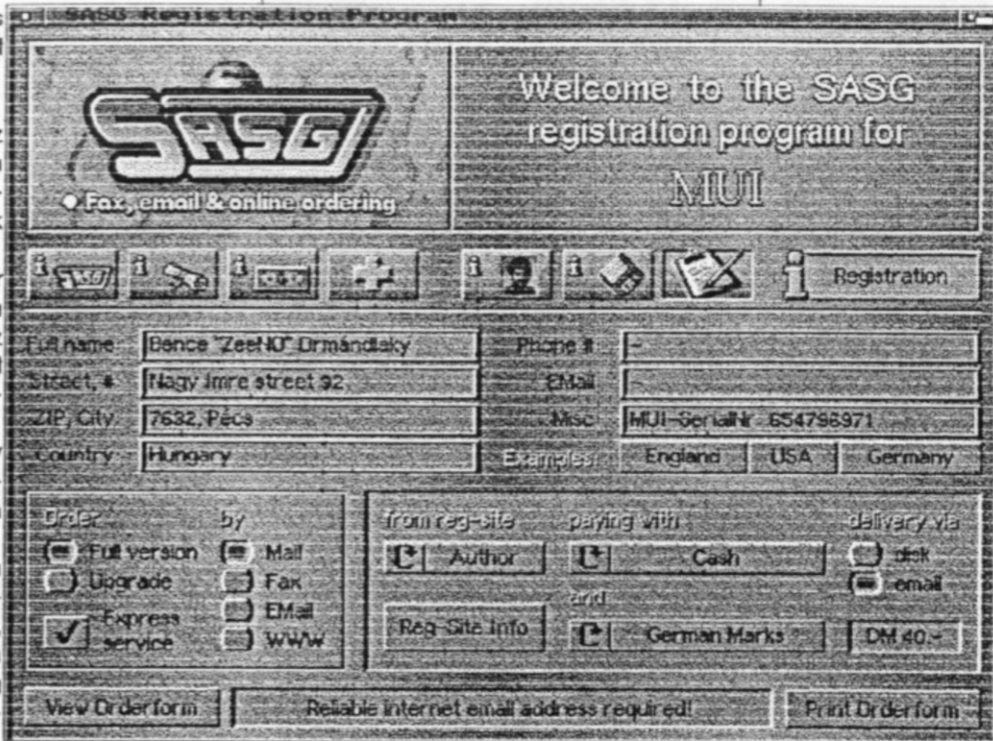 SASG Registration Program
SASG
Fax, email & online ordering
Welcome to the SASG
registration program for
MUI
Registration
Full name Bence "ZeeNO" Ormándlaky
Street, # Nagy Imre street 92
ZIP, City 7632, Pécs
Country Hungary
Phone # -
EMail -
Misc MUI-SerialNr. 654796971
Examples: England USA Germany
Order
Full version
Upgrade
Express
service
by
Mail
Fax
EMail
WWW
from reg-site
Author
Reg-Site Info
paying with
Cash
and
German Marks
delivery via
disk
email
DM 40.-
View Orderform
Reliable internet email address required!
Print Orderform